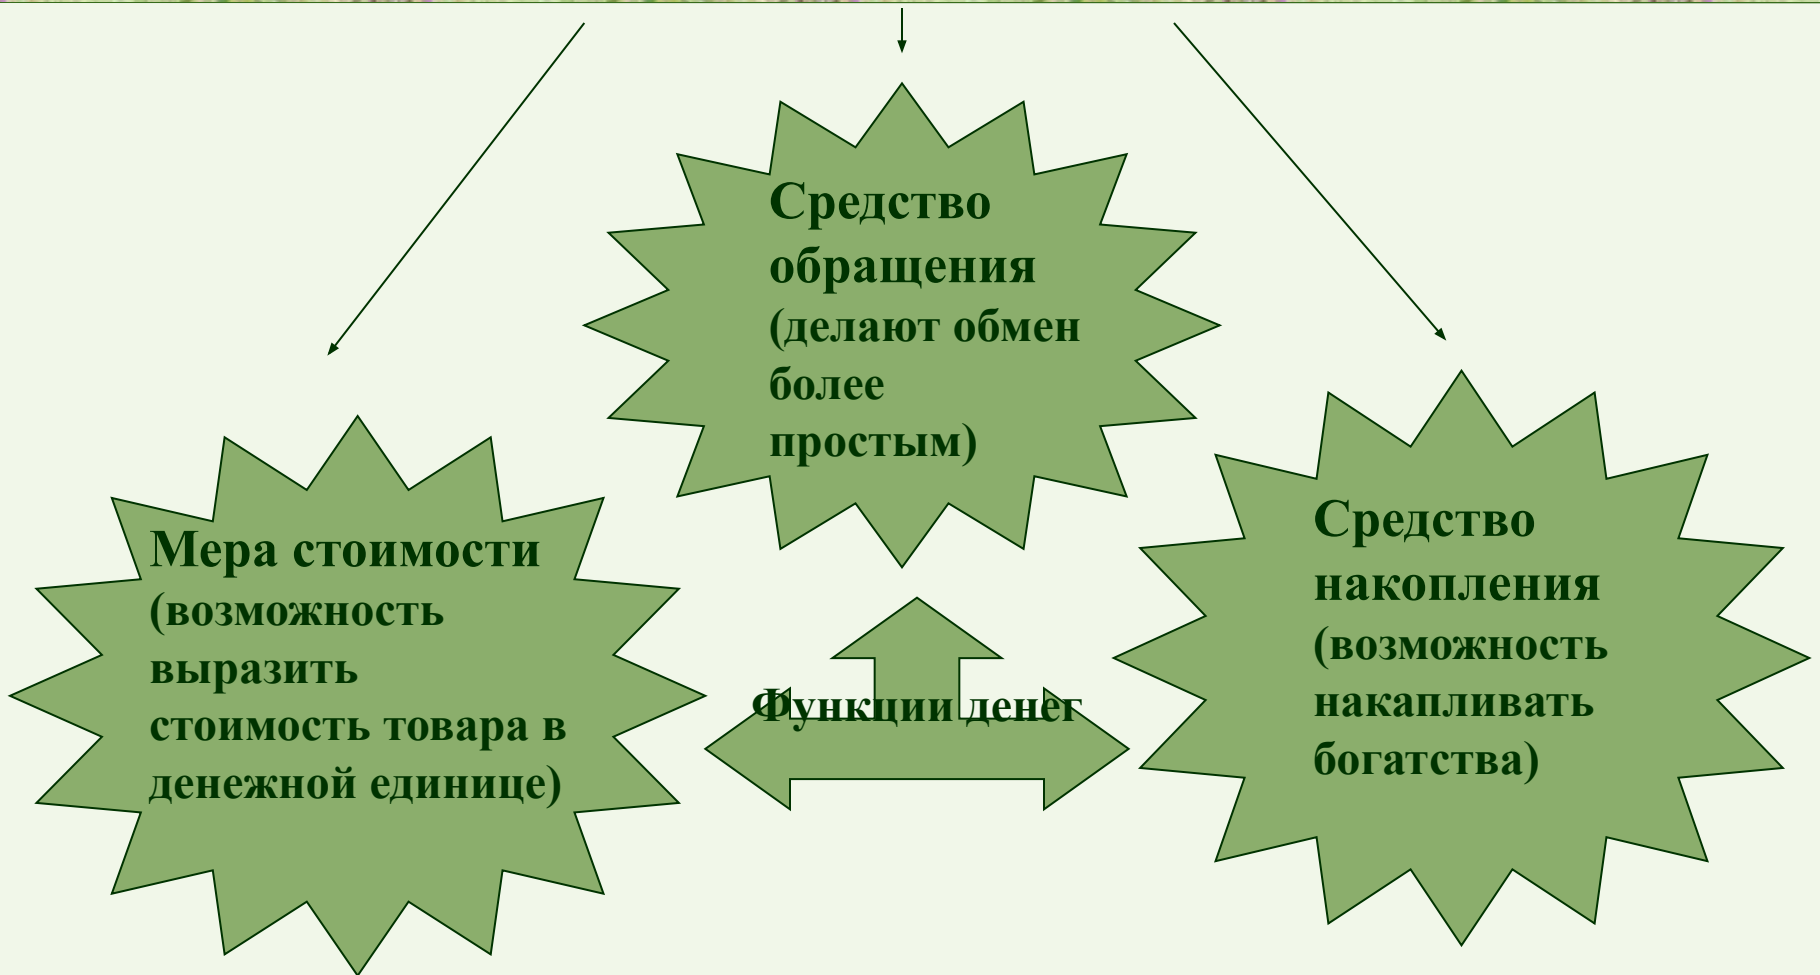 Средство
обращения
(делают обмен
более
простым)
Мера стоимости
(возможность
выразить
стоимость товара в
денежной единице)
Средство
накопления
(возможность
накапливать
богатства)
Функции денег